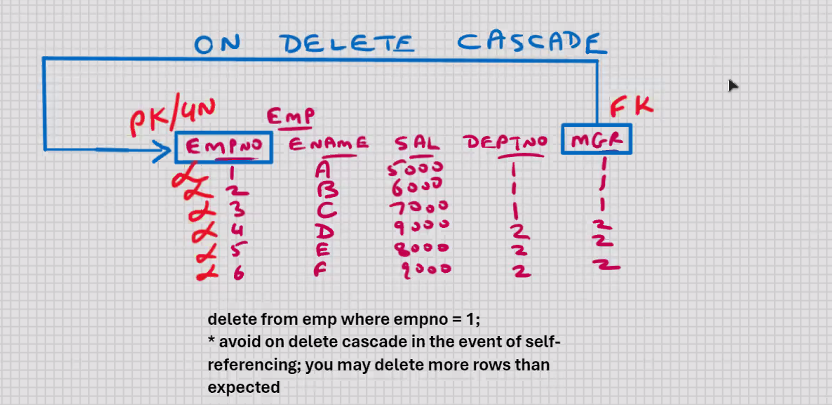 ON DELETE CASCADE
PK/UN EMP FK
EMPNO ENAME SAL DEPTNO MGR
1 A 5000 1 1
2 B 6000 1 1
3 C 7000 1 1
4 D 9000 2 2
5 E 8000 2 2
6 F 9000 2 2
delete from emp where empno = 1;
* avoid on delete cascade in the event of self-
referencing; you may delete more rows than
expected